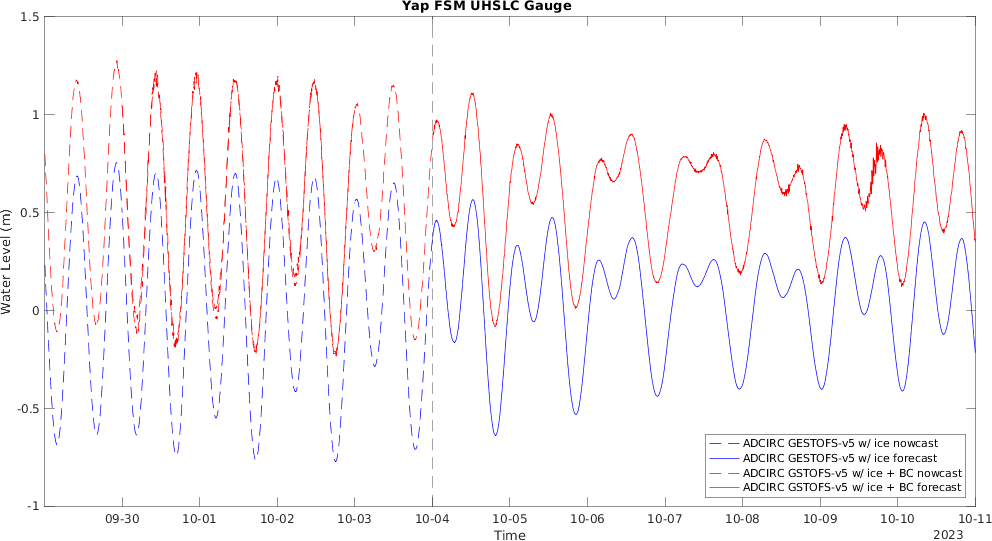 Yap FSM UHSLC Gauge
1.5
1
0.5
0
-0.5
-1
Water Level (m)
ADCIRC GESTOFS-v5 w/ ice nowcast
ADCIRC GESTOFS-v5 w/ ice forecast
ADCIRC GSTOFS-v5 w/ ice + BC nowcast
ADCIRC GSTOFS-v5 w/ ice + BC forecast
09-30 10-01 10-02 10-03 10-04 10-05 10-06 10-07 10-08 10-09 10-10 10-11
Time
2023